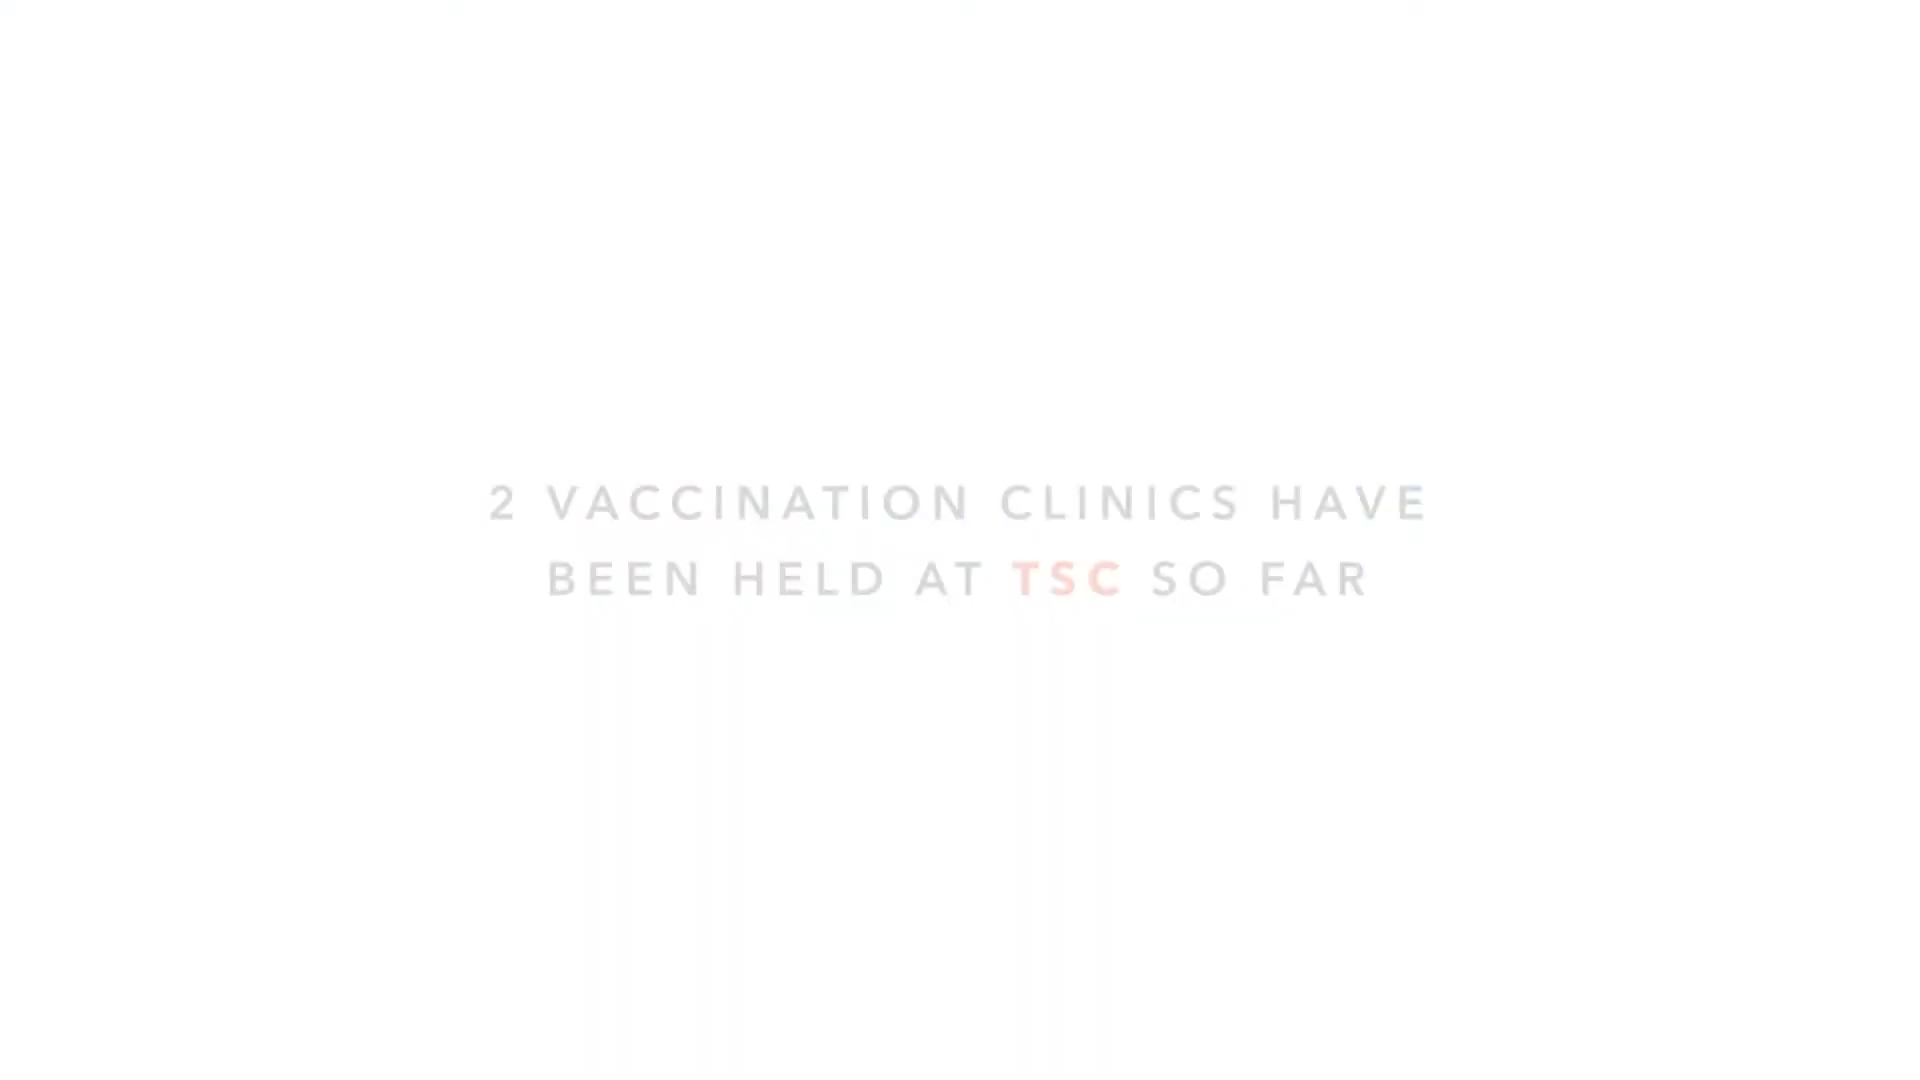 2 VACCINATION CLINICS HAVE
BEEN HELD AT TSC SO FAR